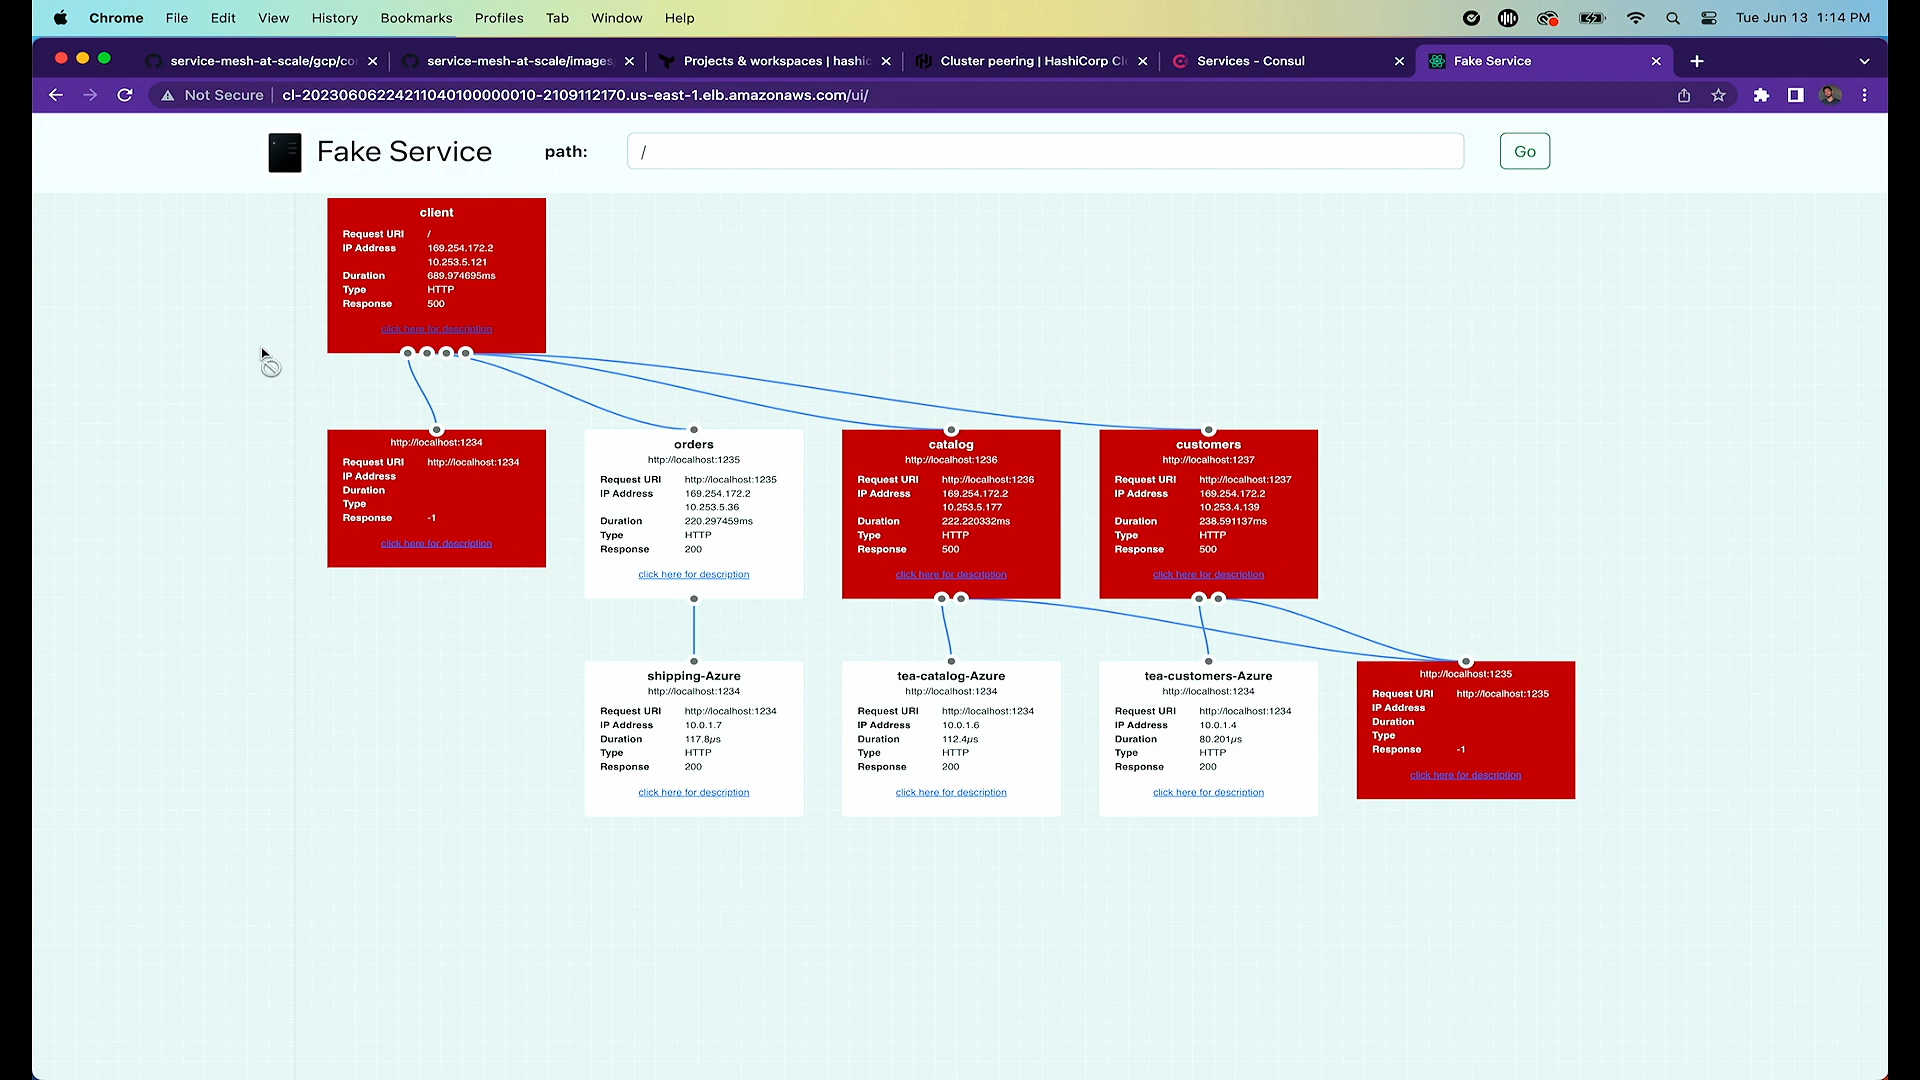 Chrome File Edit View History Bookmarks Profiles Tab Window Help Tue Jun 13 1:14 PM
service-mesh-at-scale/gcp/co service-mesh-at-scale/images Projects & workspaces | hashic Cluster peering | HashiCorp Cl Services - Consul Fake Service
Not Secure cl-20230606224211040100000010-2109112170.us-east-1.elb.amazonaws.com/ui/
Fake Service path: / Go
client
Request URI /
IP Address 169.254.172.2
10.253.5.121
Duration 689.974695ms
Type HTTP
Response 500
click here for description
http://localhost:1234
Request URI http://localhost:1234
IP Address
Duration
Type
Response -1
click here for description
orders
http://localhost:1235
Request URI http://localhost:1235
IP Address 169.254.172.2
10.253.5.36
Duration 220.297459ms
Type HTTP
Response 200
click here for description
catalog
http://localhost:1236
Request URI http://localhost:1236
IP Address 169.254.172.2
10.253.5.177
Duration 222.220332ms
Type HTTP
Response 500
click here for description
customers
http://localhost:1237
Request URI http://localhost:1237
IP Address 169.254.172.2
10.253.4.139
Duration 238.591137ms
Type HTTP
Response 500
click here for description
shipping-Azure
http://localhost:1234
Request URI http://localhost:1234
IP Address 10.0.1.7
Duration 117.8µs
Type HTTP
Response 200
click here for description
tea-catalog-Azure
http://localhost:1234
Request URI http://localhost:1234
IP Address 10.0.1.6
Duration 112.4µs
Type HTTP
Response 200
click here for description
tea-customers-Azure
http://localhost:1234
Request URI http://localhost:1234
IP Address 10.0.1.4
Duration 80.201µs
Type HTTP
Response 200
click here for description
http://localhost:1235
Request URI http://localhost:1235
IP Address
Duration
Type
Response -1
click here for description